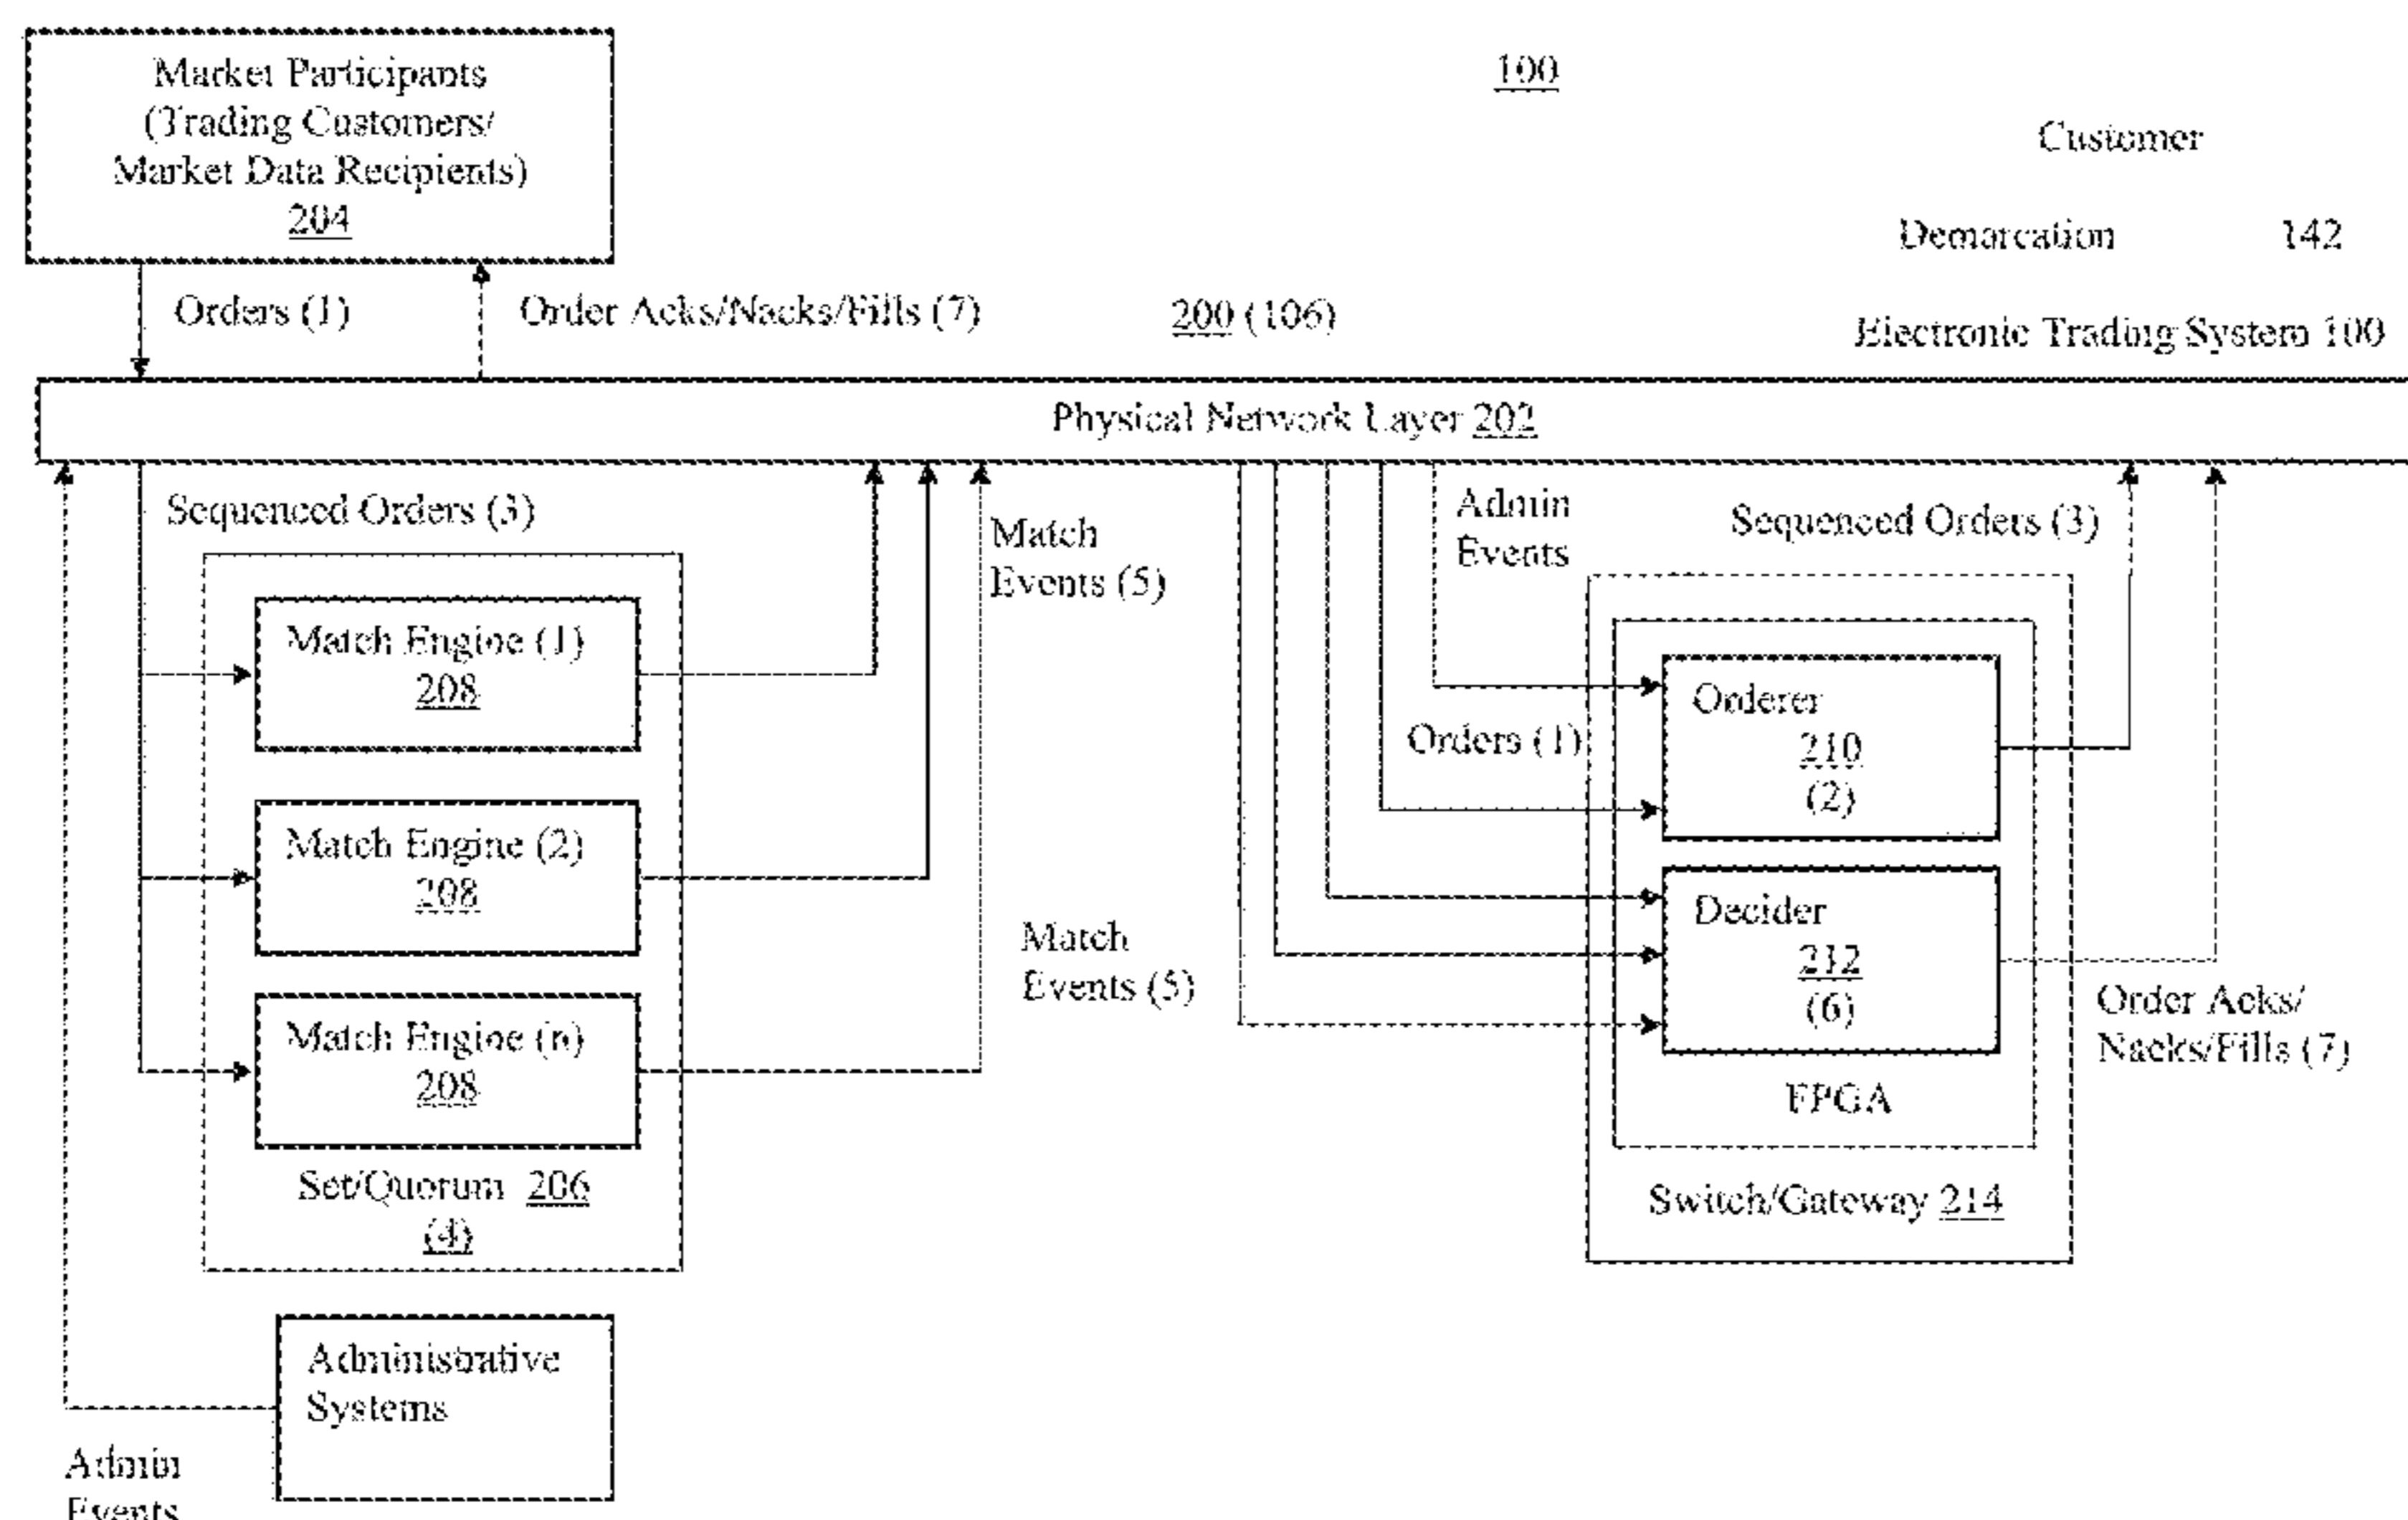 Market Participants
(Trading Customers/
Market Data Recipients)
204
100
Customer
Demarcation 142
Orders (1)
Order Acks/Nacks/Fills (7)
200 (106)
Electronic Trading System 100
Physical Network Layer 202
Sequenced Orders (3)
Match
Events (5)
Admin
Events
Sequenced Orders (3)
Match Engine (1)
208
Match Engine (2)
208
Match Engine (n)
208
Set/Quorum 206
(4)
Match
Events (5)
Orders (1)
Orderer
210
(2)
Decider
212
(6)
FPGA
Switch/Gateway 214
Order Acks/
Nacks/Fills (7)
Administrative
Systems
Admin
Events